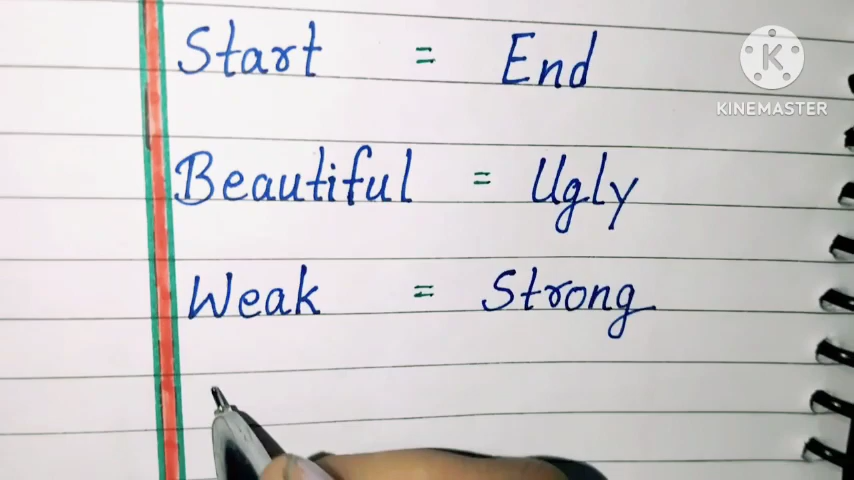 Start = End
K
KINEMASTER
Beautiful = Ugly
Weak = Strong